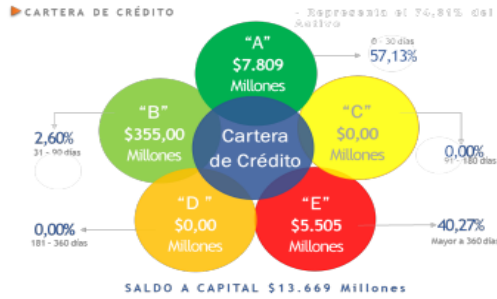 CARTERA DE CRÉDITO
- Representa el 74,81% del
Activo
"A"
$7.809
Millones
0 - 30 días
57,13%
"B"
$355,00
Millones
2,60%
31 - 90 días
"C"
$0,00
Millones
0,00%
91 - 180 días
Cartera
de Crédito
"D "
$0,00
Millones
0,00%
181 - 360 días
"E"
$5.505
Millones
40,27%
Mayor a 360 días
SALDO A CAPITAL $13.669 Millones